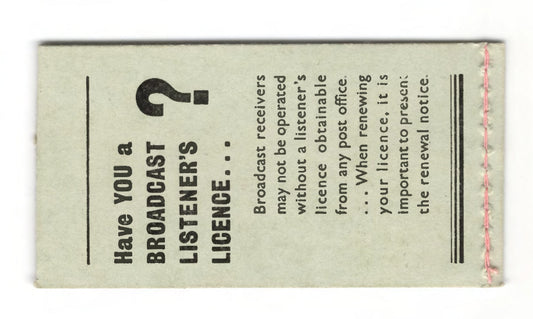 Have YOU a
BROADCAST
LISTENER'S
LICENCE... ?
Broadcast receivers
may not be operated
without a listener's
licence obtainable
from any post office.
...When renewing
your licence, it is
important to present
the renewal notice.